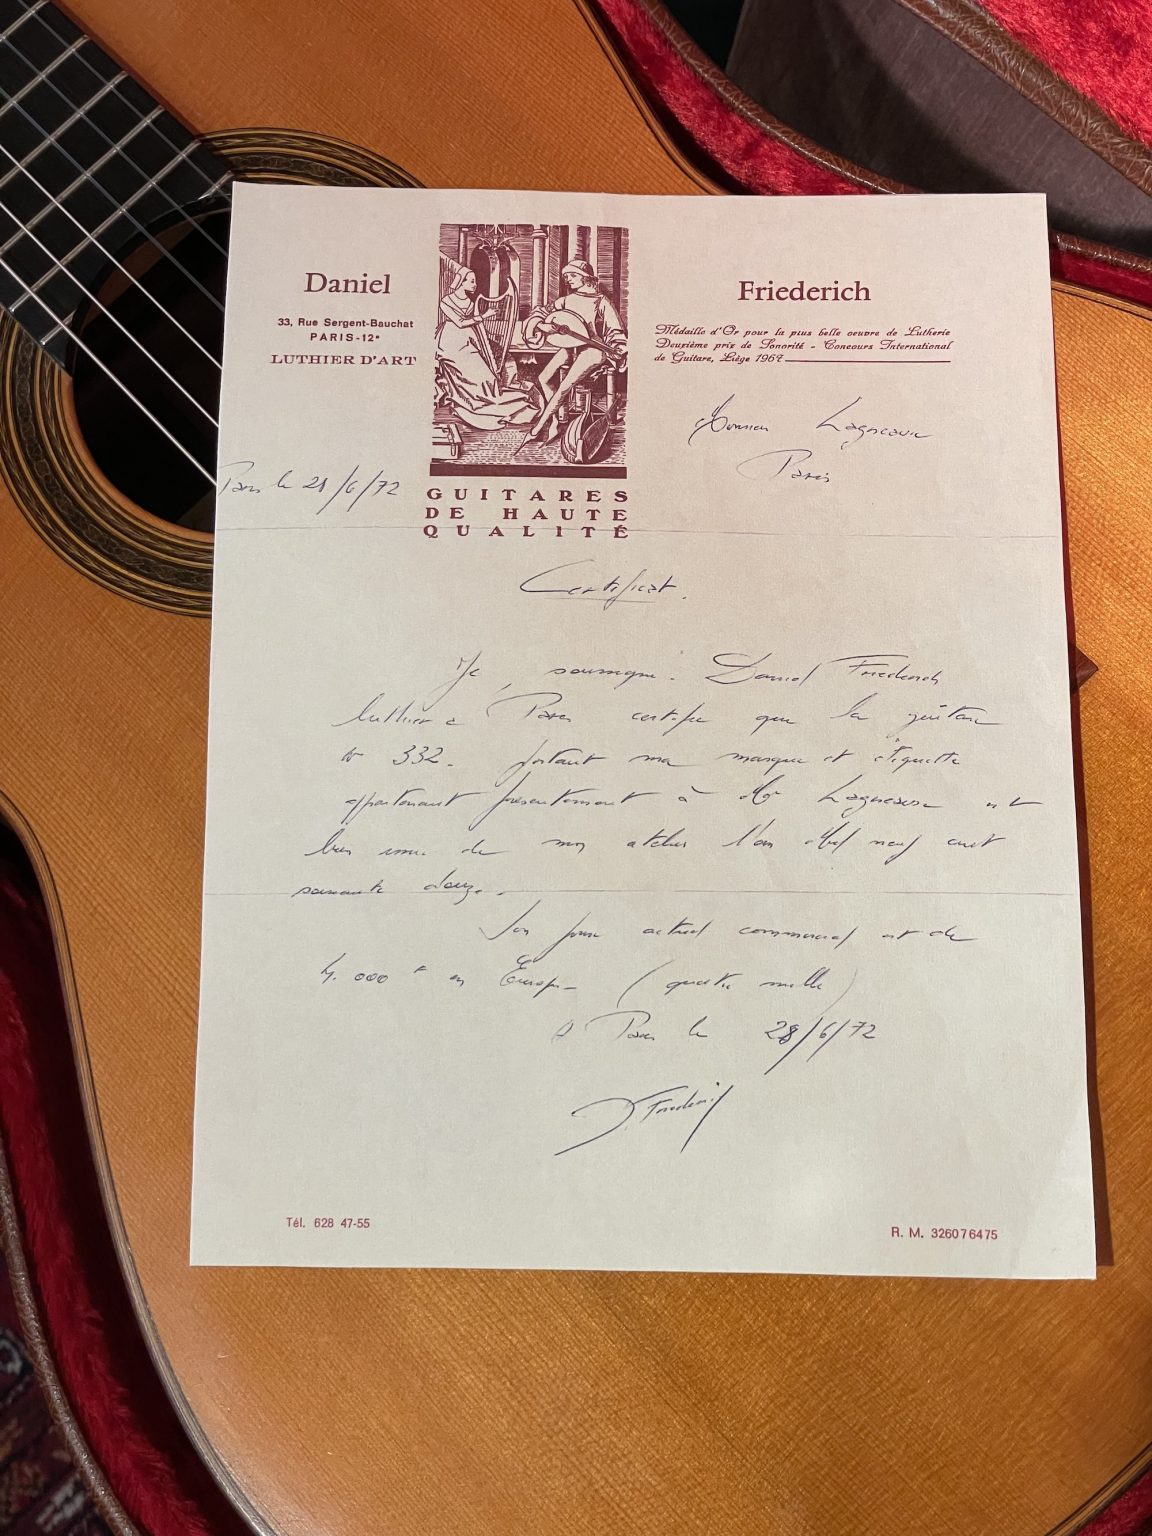 Daniel
33, Rue Sergent-Bauchat
PARIS-12e
LUTHIER D'ART
GUITARES
DE HAUTE
QUALITÉ
Friederich
Médaille d'Or pour la plus belle oeuvre de Lutherie
Deuxième prix de Sonorité - Concours International
de Guitare, Liège 1967
Monsieur Lagneaux
Paris
Paris le 28/6/72
Certificat.
Je, soussigné. Daniel Friederich
luthier à Paris certifie que la guitare
n° 332. portant ma marque et étiquette
appartenant présentement à Mr Lagneaux est
bien issue de mon atelier l'an Mil neuf cent
soixante douze.
Son prix actuel commercial est de
4.000 F en Europe_ (quatre mille)
A Paris le 28/6/72
D. Friederich
Tél. 628 47-55
R. M. 326076475